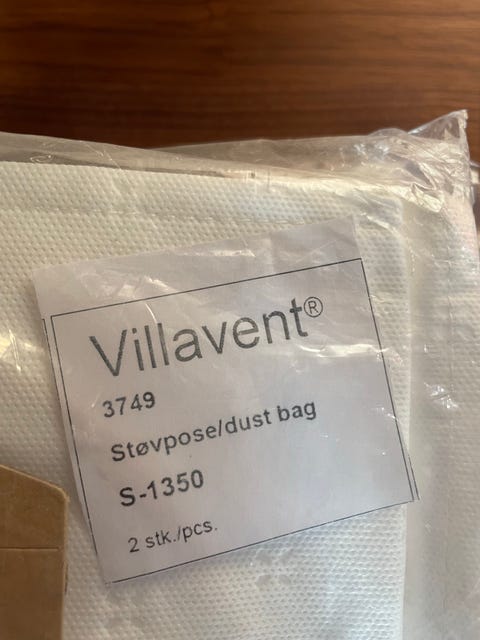 Villavent®
3749
Støvpose/dust bag
S-1350
2 stk./pcs.